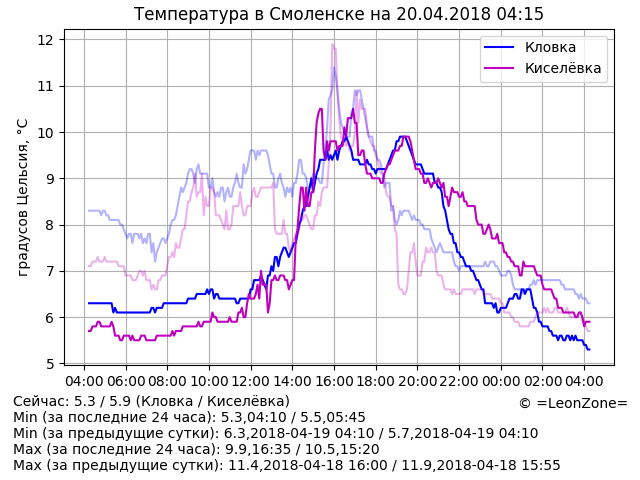 Температура в Смоленске на 20.04.2018 04:15
Кловка
Киселёвка
градусов Цельсия, °C
12
11
10
9
8
7
6
5
04:00 06:00 08:00 10:00 12:00 14:00 16:00 18:00 20:00 22:00 00:00 02:00 04:00
Сейчас: 5.3 / 5.9 (Кловка / Киселёвка)
© =LeonZone=
Min (за последние 24 часа): 5.3,04:10 / 5.5,05:45
Min (за предыдущие сутки): 6.3,2018-04-19 04:10 / 5.7,2018-04-19 04:10
Max (за последние 24 часа): 9.9,16:35 / 10.5,15:20
Max (за предыдущие сутки): 11.4,2018-04-18 16:00 / 11.9,2018-04-18 15:55